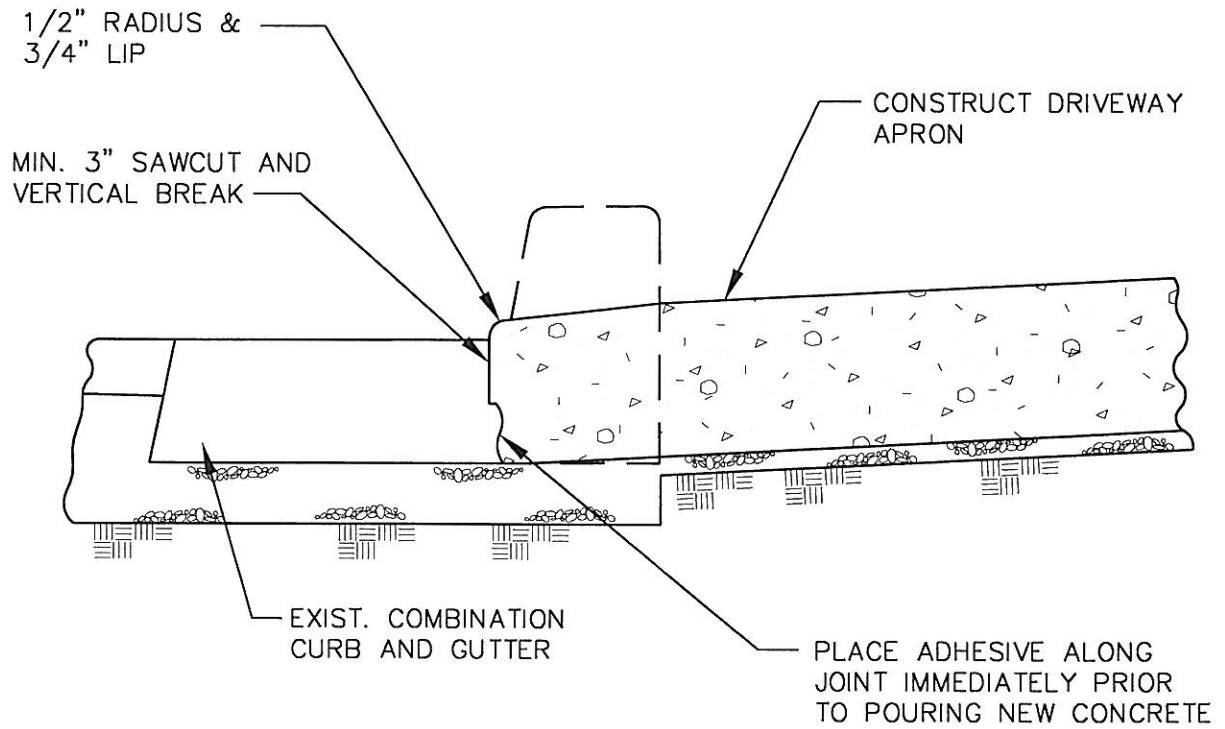 1/2" RADIUS &
3/4" LIP
CONSTRUCT DRIVEWAY
APRON
MIN. 3" SAWCUT AND
VERTICAL BREAK
EXIST. COMBINATION
CURB AND GUTTER
PLACE ADHESIVE ALONG
JOINT IMMEDIATELY PRIOR
TO POURING NEW CONCRETE